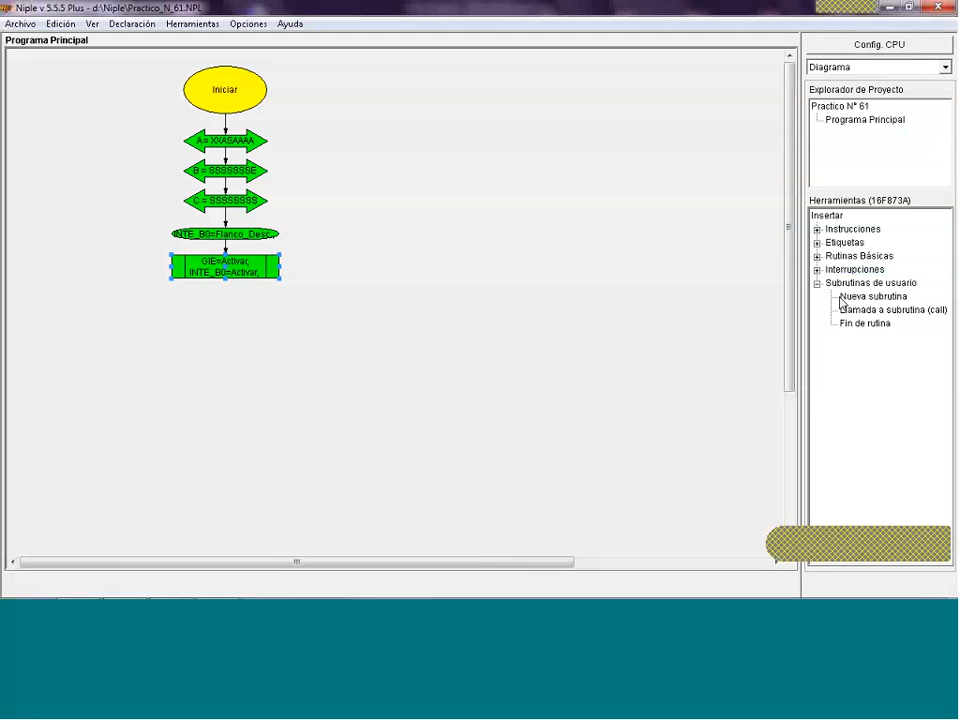 Niple v 5.5.5 Plus - d:\Niple\Practico_N_61.NPL
Archivo Edición Ver Declaración Herramientas Opciones Ayuda
Programa Principal
Iniciar
A = XXASAAAA
B = SSSSSSSE
C = SSSSSSSS
INTE_B0=Flanco_Desc.,
GIE=Activar,
INTE_B0=Activar,
Config. CPU
Diagrama
Explorador de Proyecto
Practico N° 61
Programa Principal
Herramientas (16F873A)
Insertar
Instrucciones
Etiquetas
Rutinas Básicas
Interrupciones
Subrutinas de usuario
Nueva subrutina
Llamada a subrutina (call)
Fin de rutina